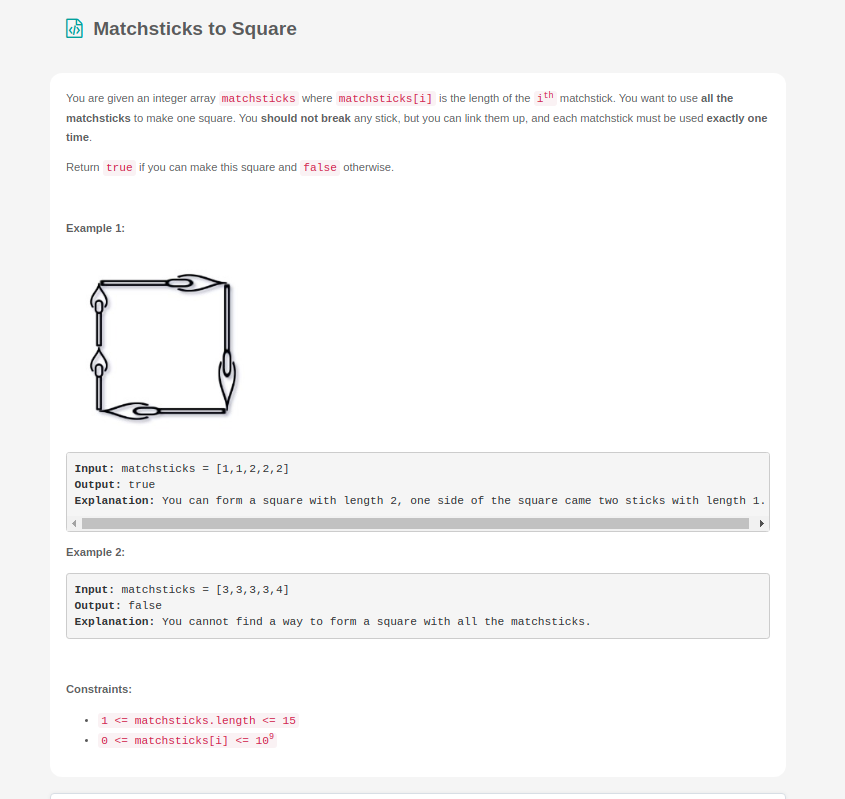 Matchsticks to Square
You are given an integer array matchsticks where matchsticks[i] is the length of the ith matchstick. You want to use all the
matchsticks to make one square. You should not break any stick, but you can link them up, and each matchstick must be used exactly one
time.
Return true if you can make this square and false otherwise.
Example 1:
Input: matchsticks = [1,1,2,2,2]
Output: true
Explanation: You can form a square with length 2, one side of the square came two sticks with length 1.
Example 2:
Input: matchsticks = [3,3,3,3,4]
Output: false
Explanation: You cannot find a way to form a square with all the matchsticks.
Constraints:
• 1 <= matchsticks.length <= 15
• 0 <= matchsticks[i] <= 10⁹